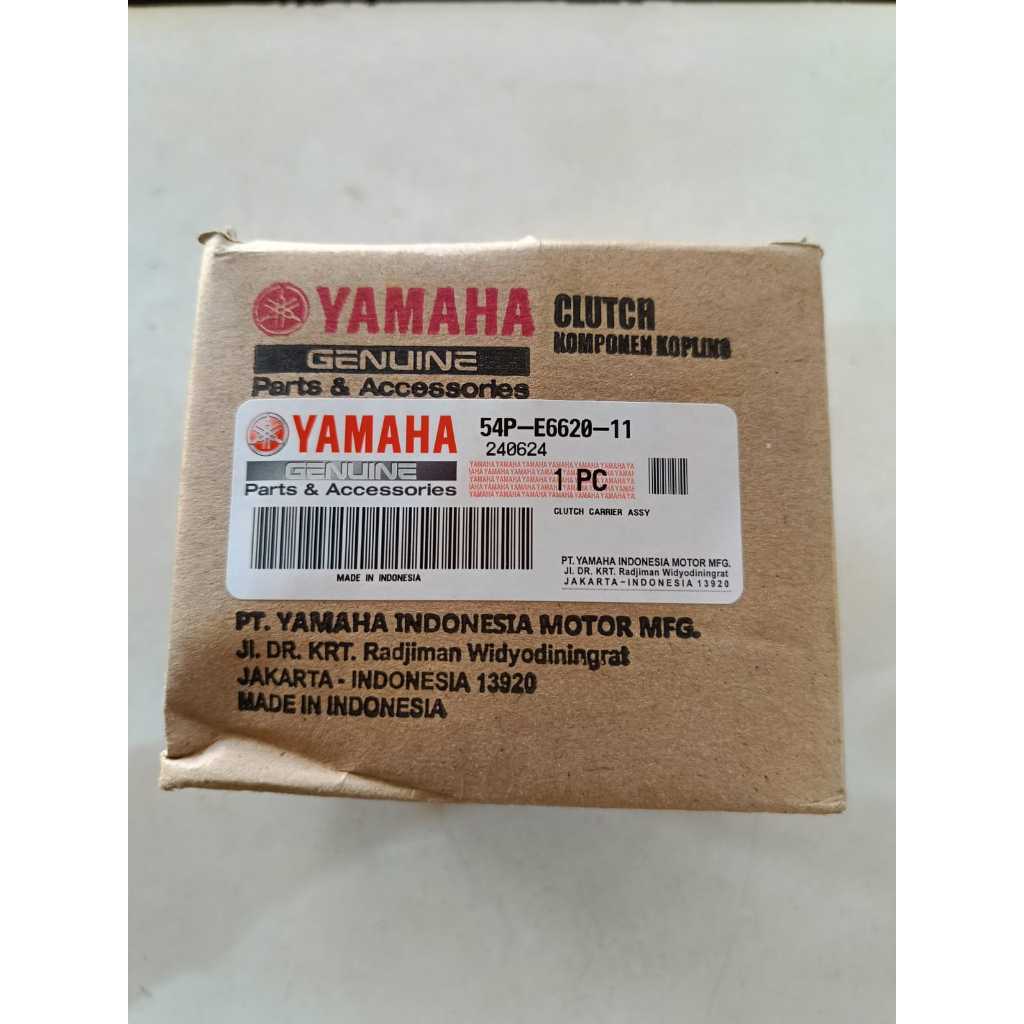 YAMAHA CLUTCH
KOMPONEN KOPLING
GENUINE
Parts & Accessories
YAMAHA 54P-E6620-11
240624
GENUINE
Parts & Accessories
1 PC
CLUTCH CARRIER ASSY
MADE IN INDONESIA
PT. YAMAHA INDONESIA MOTOR MFG.
Jl. DR. KRT. Radjiman Widyodiningrat
JAKARTA-INDONESIA 13920
PT. YAMAHA INDONESIA MOTOR MFG.
Jl. DR. KRT. Radjiman Widyodiningrat
JAKARTA - INDONESIA 13920
MADE IN INDONESIA